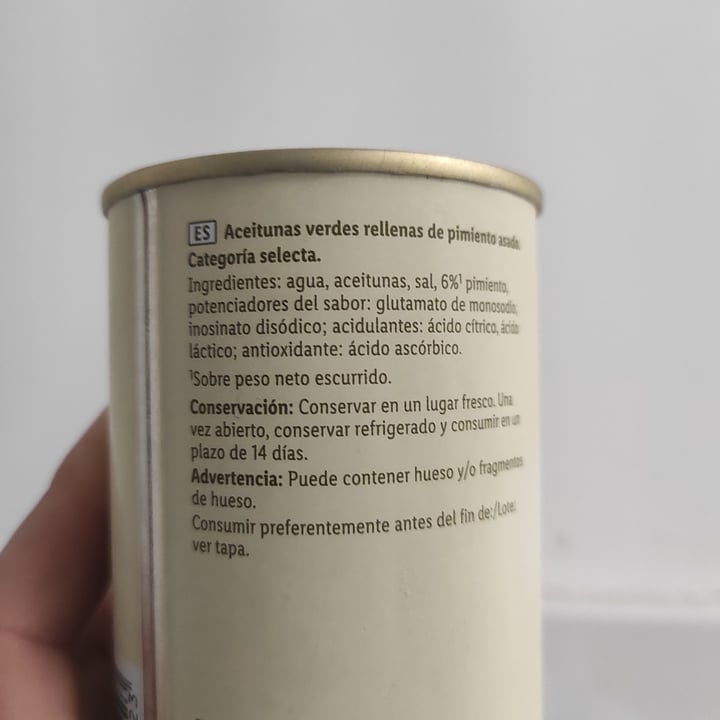 ES Aceitunas verdes rellenas de pimiento asado.
Categoría selecta.
Ingredientes: agua, aceitunas, sal, 6%¹ pimiento,
potenciadores del sabor: glutamato de monosodio,
inosinato disódico; acidulantes: ácido cítrico, ácido
láctico; antioxidante: ácido ascórbico.
¹Sobre peso neto escurrido.
Conservación: Conservar en un lugar fresco. Una
vez abierto, conservar refrigerado y consumir en un
plazo de 14 días.
Advertencia: Puede contener hueso y/o fragmentos
de hueso.
Consumir preferentemente antes del fin de:/Lote:
ver tapa.